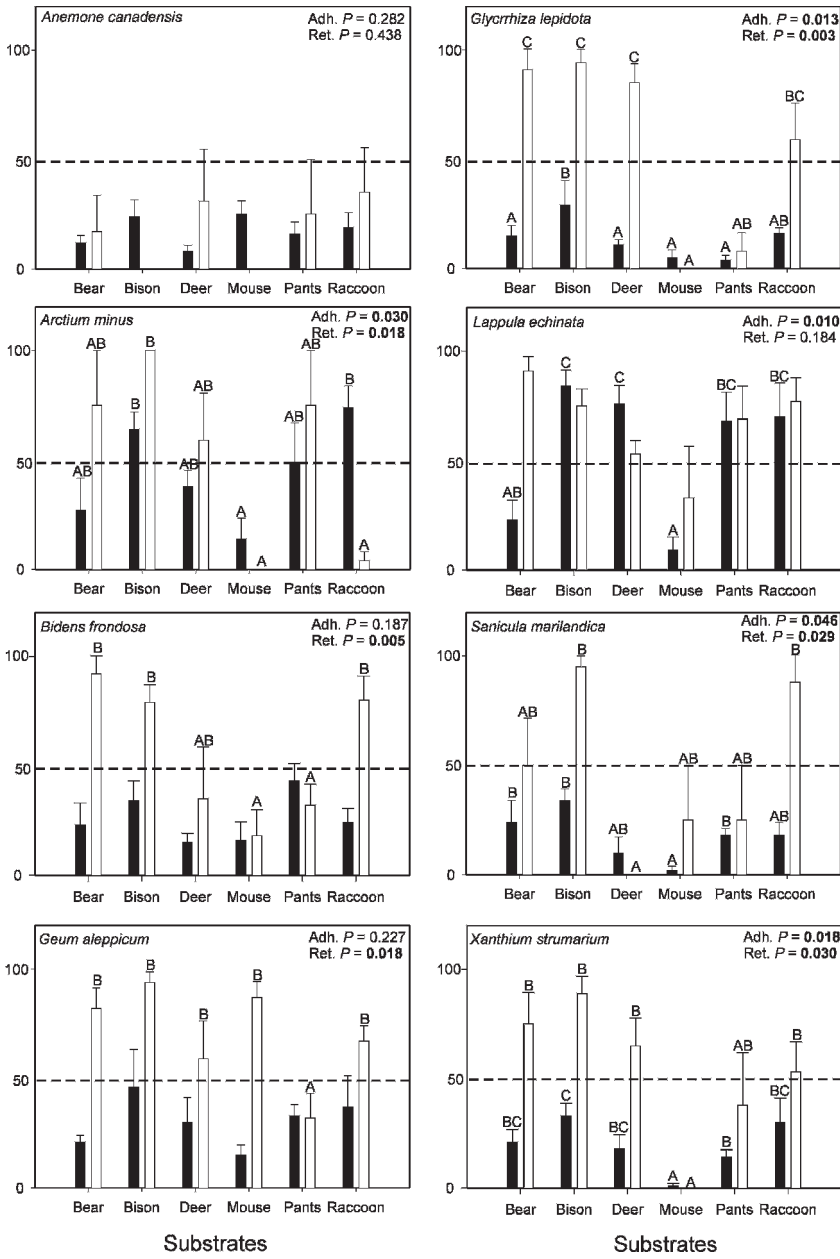 Anemone canadensis
Adh. P = 0.282
Ret. P = 0.438
100
50
0
Bear Bison Deer Mouse Pants Raccoon
Glycrrhiza lepidota
Adh. P = 0.013
Ret. P = 0.003
100
50
0
C C C BC
A B A A A A AB AB
Bear Bison Deer Mouse Pants Raccoon
Arctium minus
Adh. P = 0.030
Ret. P = 0.018
100
50
0
AB AB B B AB AB A A AB AB B A
Bear Bison Deer Mouse Pants Raccoon
Lappula echinata
Adh. P = 0.010
Ret. P = 0.184
100
50
0
AB C C A BC BC
Bear Bison Deer Mouse Pants Raccoon
Bidens frondosa
Adh. P = 0.187
Ret. P = 0.005
100
50
0
B B AB A A B
Bear Bison Deer Mouse Pants Raccoon
Sanicula marilandica
Adh. P = 0.046
Ret. P = 0.029
100
50
0
B AB B B AB A A AB B AB AB B
Bear Bison Deer Mouse Pants Raccoon
Geum aleppicum
Adh. P = 0.227
Ret. P = 0.018
100
50
0
B B B B A B
Bear Bison Deer Mouse Pants Raccoon
Substrates
Xanthium strumarium
Adh. P = 0.018
Ret. P = 0.030
100
50
0
BC B C B BC B A A B AB BC B
Bear Bison Deer Mouse Pants Raccoon
Substrates